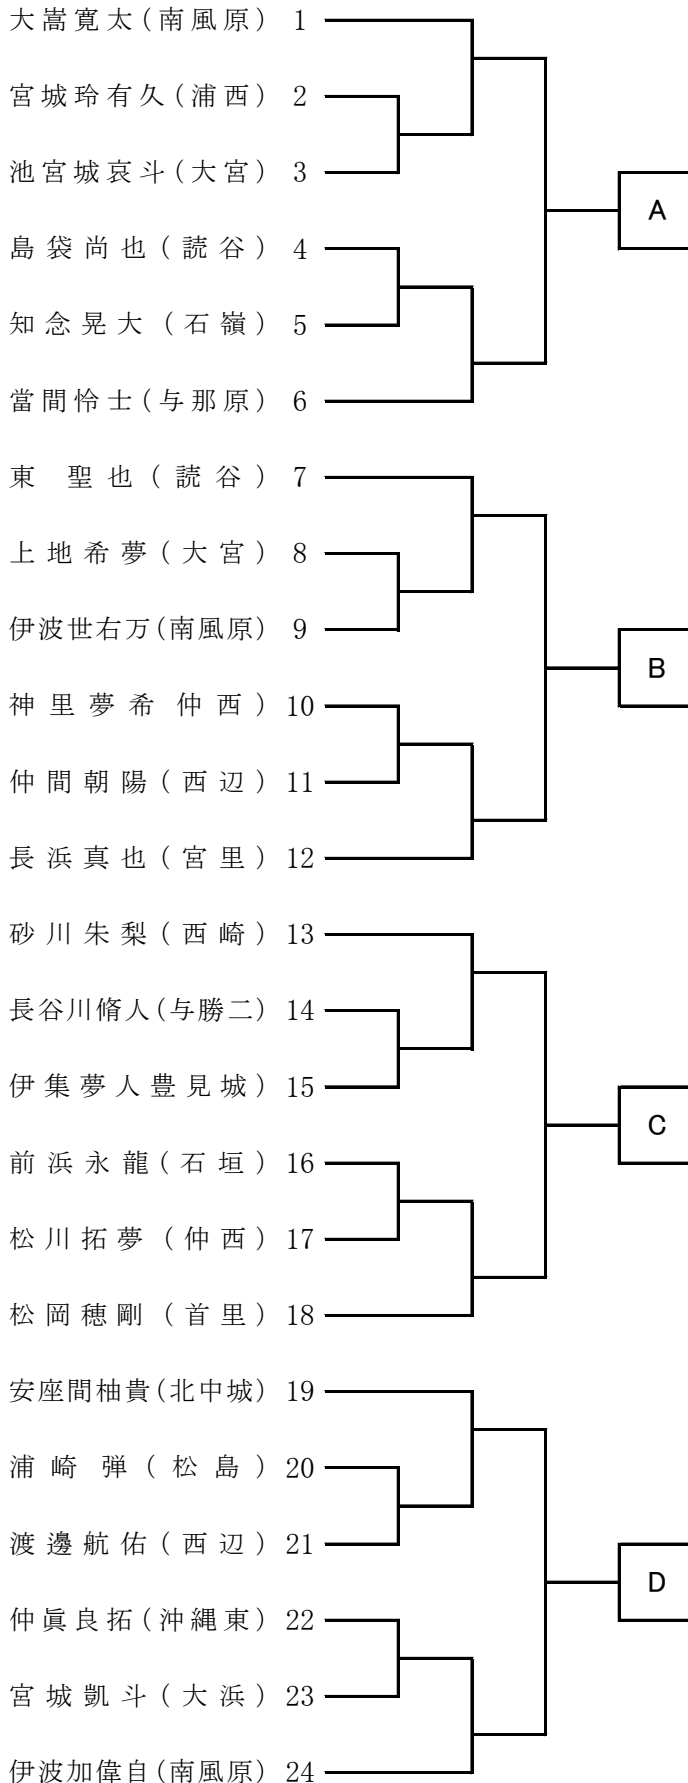 大嵩寛太(南風原) 1
宮城玲有久(浦西) 2
池宮城哀斗(大宮) 3
A
島袋尚也(読谷) 4
知念晃大(石嶺) 5
當間怜士(与那原) 6
東 聖也(読谷) 7
上地希夢(大宮) 8
伊波世右万(南風原) 9
B
神里夢希 仲西) 10
仲間朝陽(西辺) 11
長浜真也(宮里) 12
砂川朱梨(西崎) 13
長谷川脩人(与勝二) 14
伊集夢人豊見城) 15
C
前浜永龍(石垣) 16
松川拓夢(仲西) 17
松岡穂剛(首里) 18
安座間柚貴(北中城) 19
浦崎弾(松島) 20
渡邊航佑(西辺) 21
D
仲眞良拓(沖縄東) 22
宮城凱斗(大浜) 23
伊波加偉自(南風原) 24